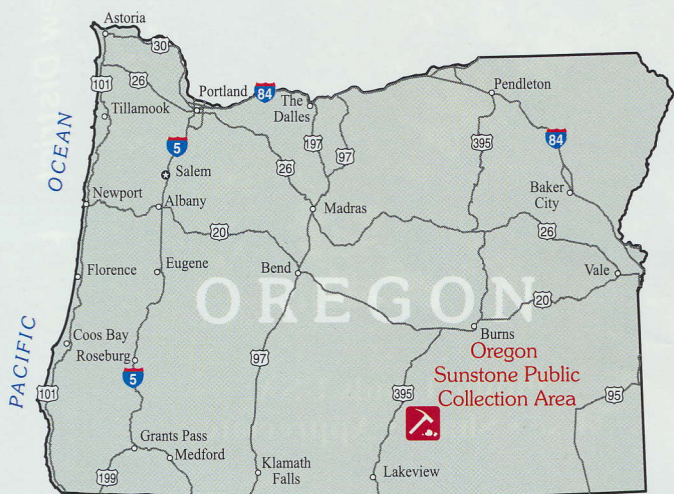 Astoria
30
26
101
Tillamook
Portland
84
The
Dalles
Pendleton
197
97
395
84
5
Salem
26
Baker
City
OCEAN
Newport
Albany
20
Madras
26
Florence
Eugene
Bend
Vale
OREGON
20
Burns
PACIFIC
Coos Bay
Roseburg
97
Oregon
Sunstone Public
Collection Area
5
101
395
95
Grants Pass
Medford
199
Klamath
Falls
Lakeview